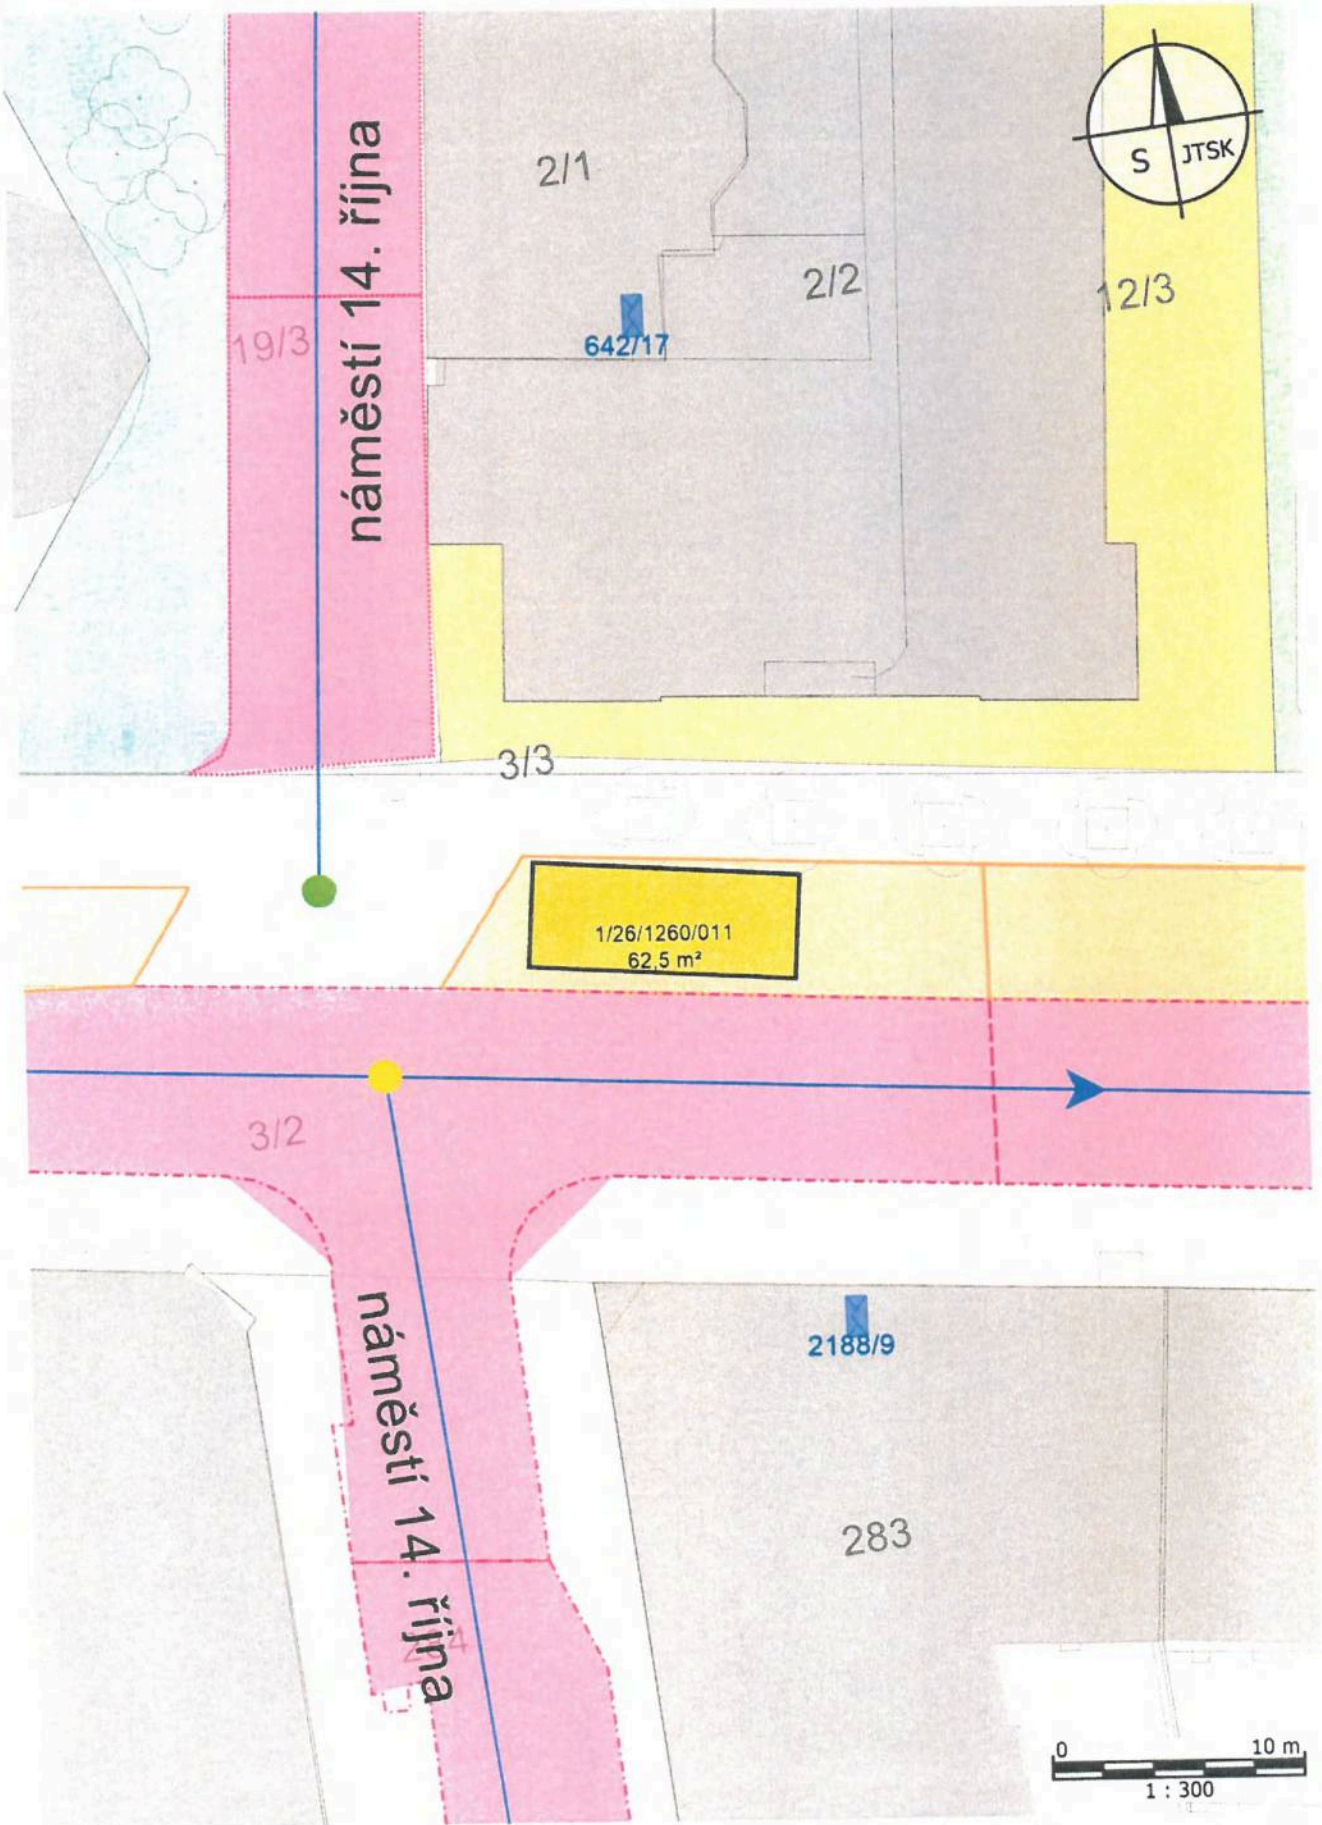 náměstí 14. října
2/1
S JTSK
2/2
12/3
19/3
642/17
3/3
1/26/1260/011
62,5 m²
3/2
náměstí 14. října
2188/9
283
0 10 m
1 : 300